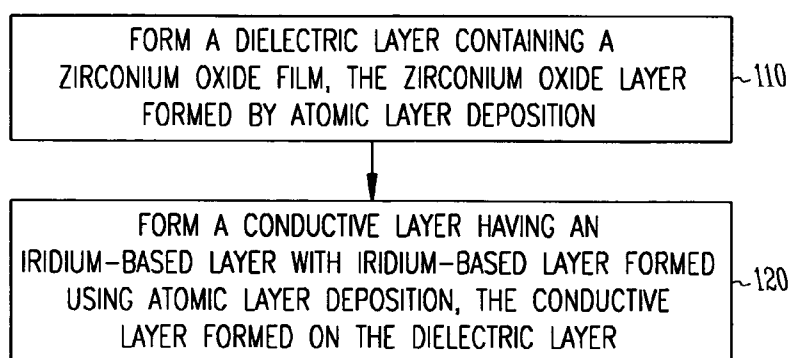 FORM A DIELECTRIC LAYER CONTAINING A
ZIRCONIUM OXIDE FILM, THE ZIRCONIUM OXIDE LAYER
FORMED BY ATOMIC LAYER DEPOSITION
110
FORM A CONDUCTIVE LAYER HAVING AN
IRIDIUM-BASED LAYER WITH IRIDIUM-BASED LAYER FORMED
USING ATOMIC LAYER DEPOSITION, THE CONDUCTIVE
LAYER FORMED ON THE DIELECTRIC LAYER
120